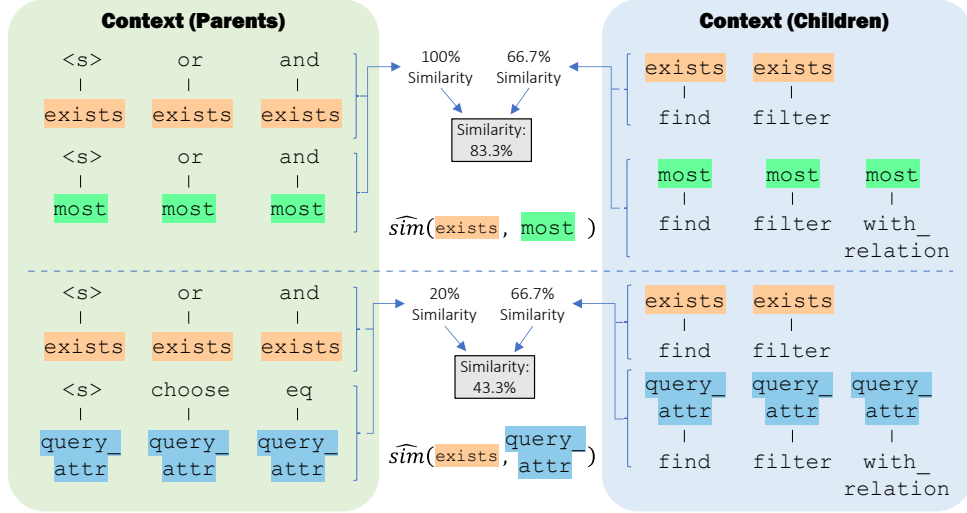 Context (Parents)
Context (Children)
<s> or and
exists exists exists
<s> or and
most most most
100% Similarity
66.7% Similarity
Similarity: 83.3%
s͡im(exists, most )
exists exists
find filter
most most most
find filter with_
relation
<s> or and
exists exists exists
<s> choose eq
query_ query_ query_
attr attr attr
20% Similarity
66.7% Similarity
Similarity: 43.3%
s͡im(exists, query_
attr )
exists exists
find filter
query_ query_ query_
attr attr attr
find filter with_
relation